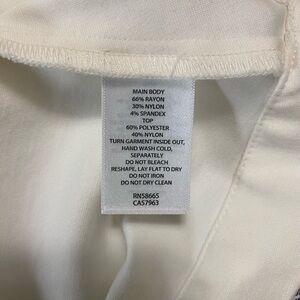 MAIN BODY
66% RAYON
30% NYLON
4% SPANDEX
TOP
60% POLYESTER
40% NYLON
TURN GARMENT INSIDE OUT,
HAND WASH COLD,
SEPARATELY
DO NOT BLEACH
RESHAPE, LAY FLAT TO DRY
DO NOT IRON
DO NOT DRY CLEAN
RN58665
CA57963